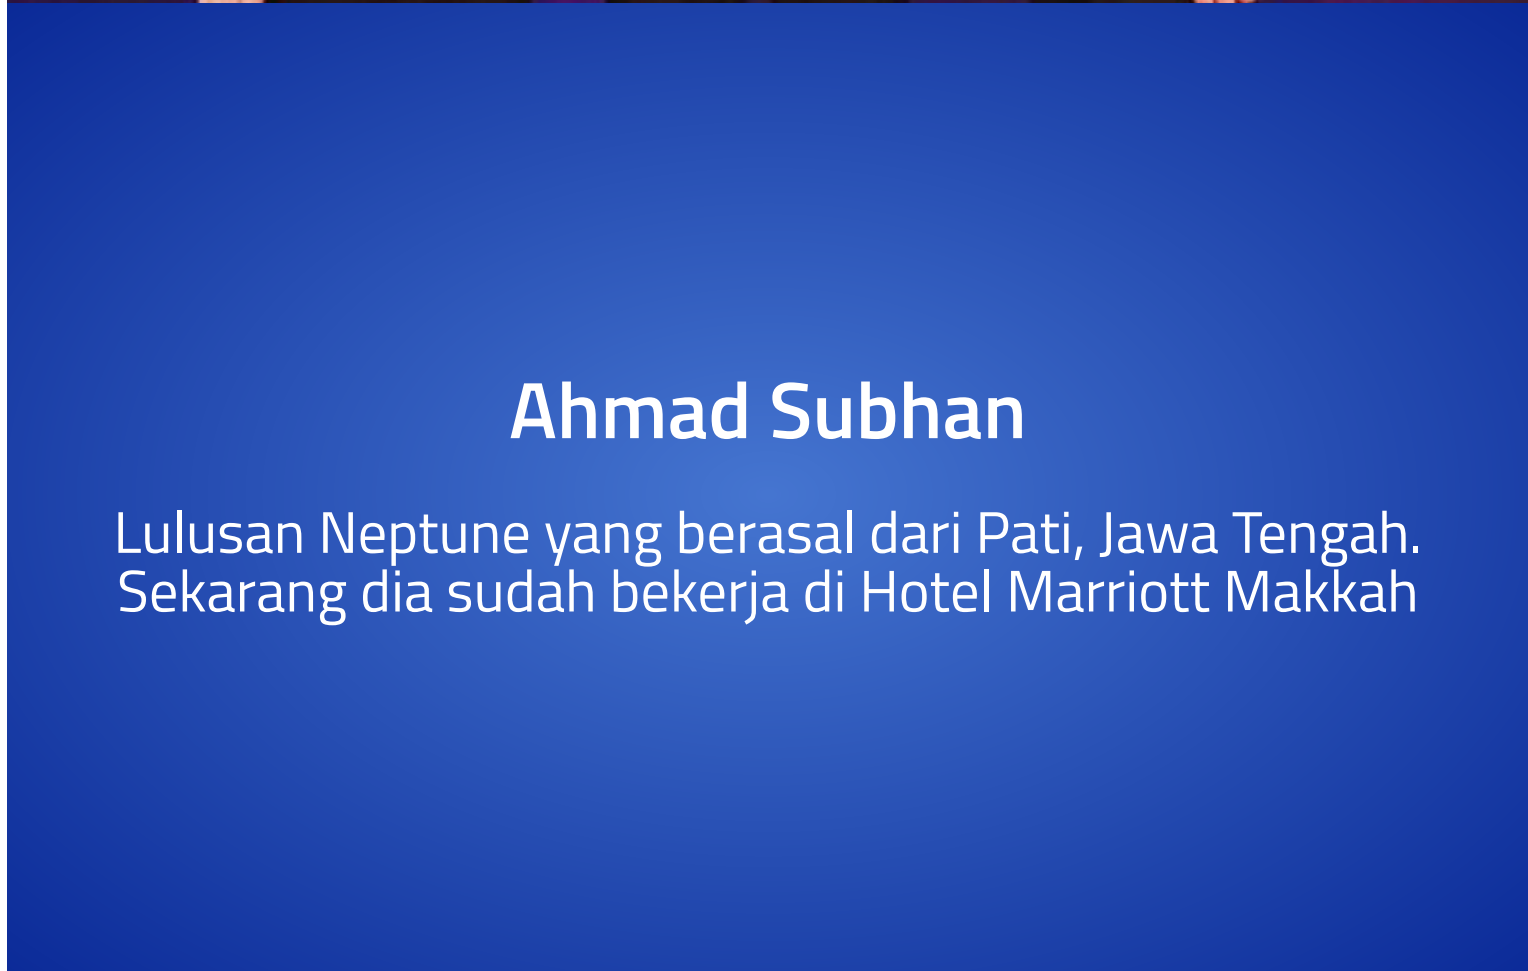 Ahmad Subhan
Lulusan Neptune yang berasal dari Pati, Jawa Tengah.
Sekarang dia sudah bekerja di Hotel Marriott Makkah